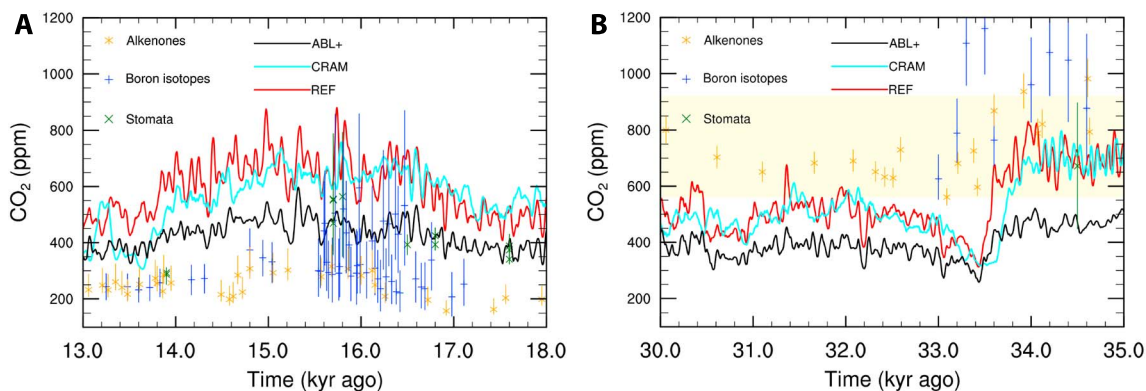 A
1200
1000
800
600
400
200
CO₂ (ppm)
Alkenones
Boron isotopes
Stomata
ABL+
CRAM
REF
13.0 14.0 15.0 16.0 17.0 18.0
Time (kyr ago)
B
1200
1000
800
600
400
200
CO₂ (ppm)
Alkenones
Boron isotopes
Stomata
ABL+
CRAM
REF
30.0 31.0 32.0 33.0 34.0 35.0
Time (kyr ago)